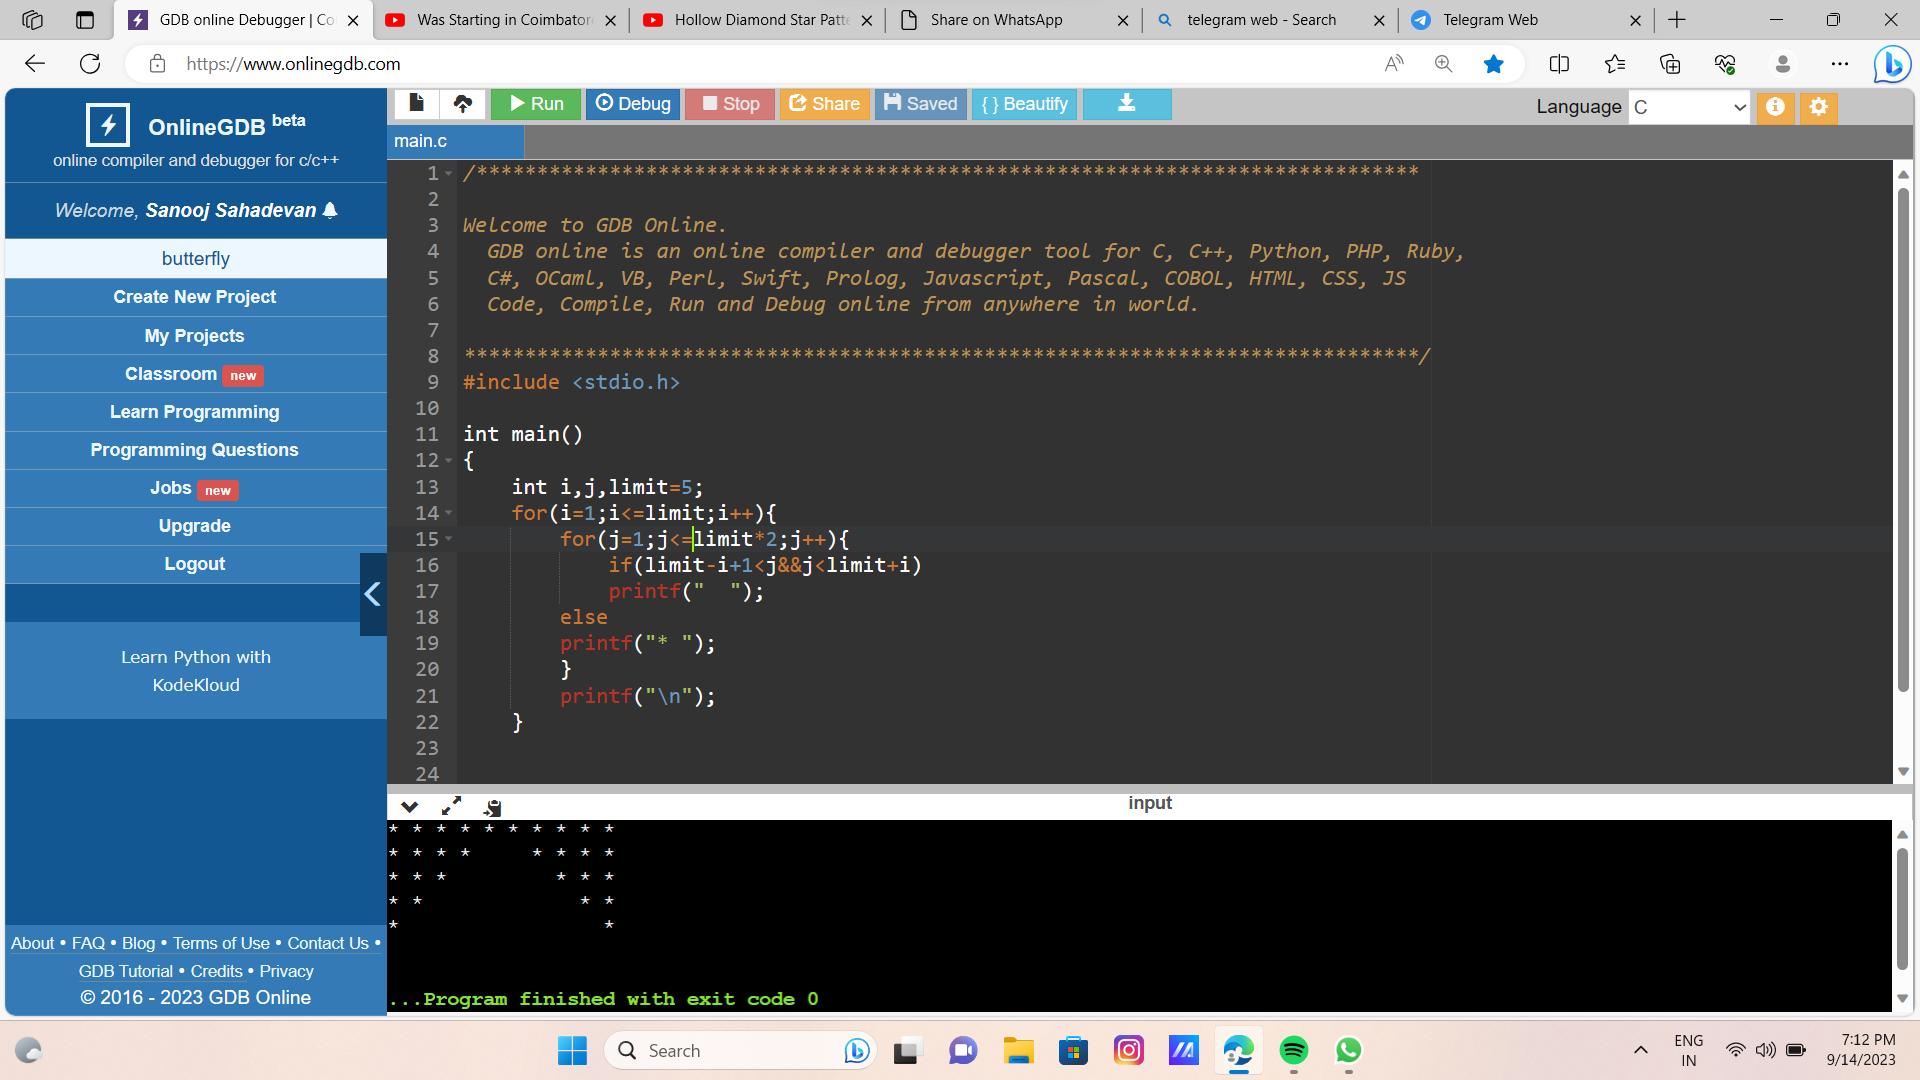 GDB online Debugger | Co
Was Starting in Coimbator
Hollow Diamond Star Patt
Share on WhatsApp
telegram web - Search
Telegram Web
https://www.onlinegdb.com
OnlineGDB beta
online compiler and debugger for c/c++
Welcome, Sanooj Sahadevan
butterfly
Create New Project
My Projects
Classroom new
Learn Programming
Programming Questions
Jobs new
Upgrade
Logout
Learn Python with
KodeKloud
About • FAQ • Blog • Terms of Use • Contact Us •
GDB Tutorial • Credits • Privacy
© 2016 - 2023 GDB Online
Run Debug Stop Share Saved { } Beautify Language C
main.c
1 /******************************************************************************
2
3 Welcome to GDB Online.
4   GDB online is an online compiler and debugger tool for C, C++, Python, PHP, Ruby,
5   C#, OCaml, VB, Perl, Swift, Prolog, Javascript, Pascal, COBOL, HTML, CSS, JS
6   Code, Compile, Run and Debug online from anywhere in world.
7
8 *******************************************************************************/
9 #include <stdio.h>
10
11 int main()
12 {
13     int i,j,limit=5;
14     for(i=1;i<=limit;i++){
15         for(j=1;j<=limit*2;j++){
16             if(limit-i+1<j&&j<limit+i)
17             printf("  ");
18         else
19         printf("* ");
20         }
21         printf("\n");
22     }
23
24
input
* * * * * * * * * *
* * * *     * * * *
* * *         * * *
* *             * *
*                 *
...Program finished with exit code 0
Search
ENG
IN
7:12 PM
9/14/2023